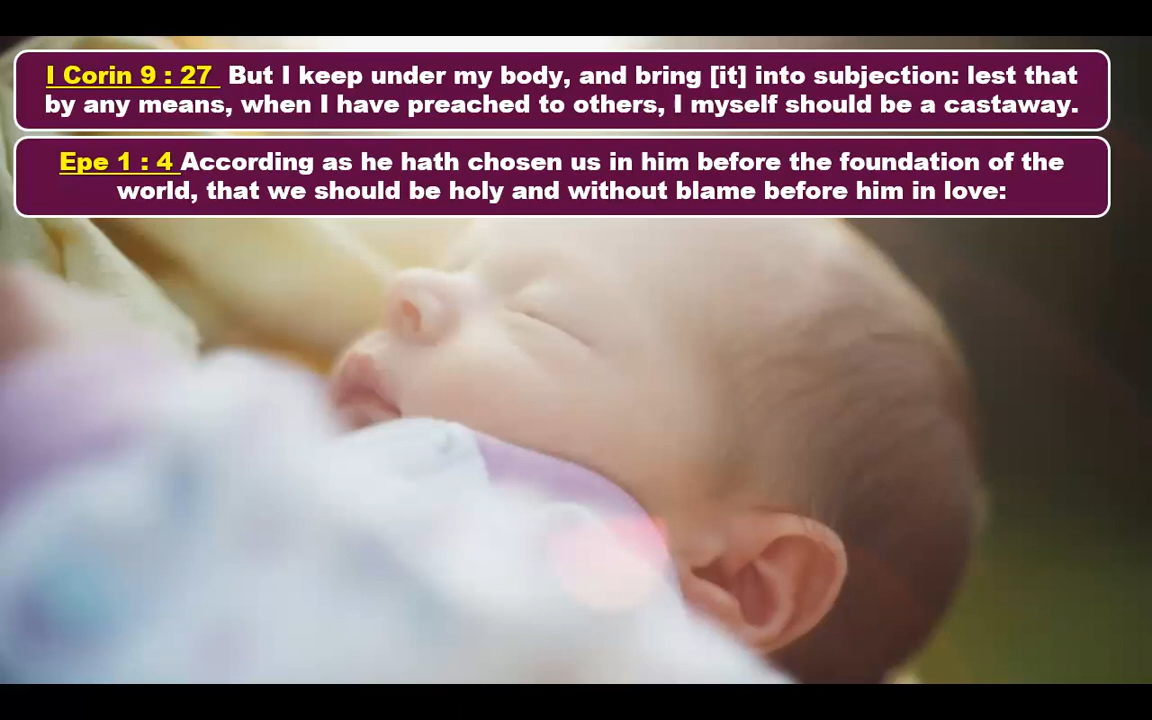 I Corin 9 : 27  But I keep under my body, and bring [it] into subjection: lest that
by any means, when I have preached to others, I myself should be a castaway.
Epe 1 : 4 According as he hath chosen us in him before the foundation of the
world, that we should be holy and without blame before him in love: